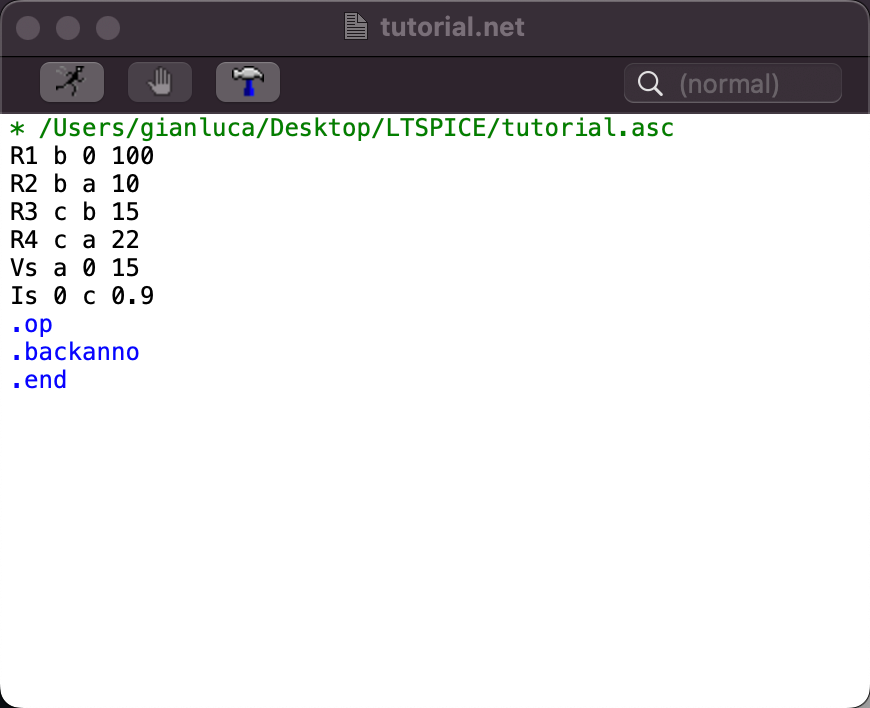 tutorial.net
(normal)
* /Users/gianluca/Desktop/LTSPICE/tutorial.asc
R1 b 0 100
R2 b a 10
R3 c b 15
R4 c a 22
Vs a 0 15
Is 0 c 0.9
.op
.backanno
.end